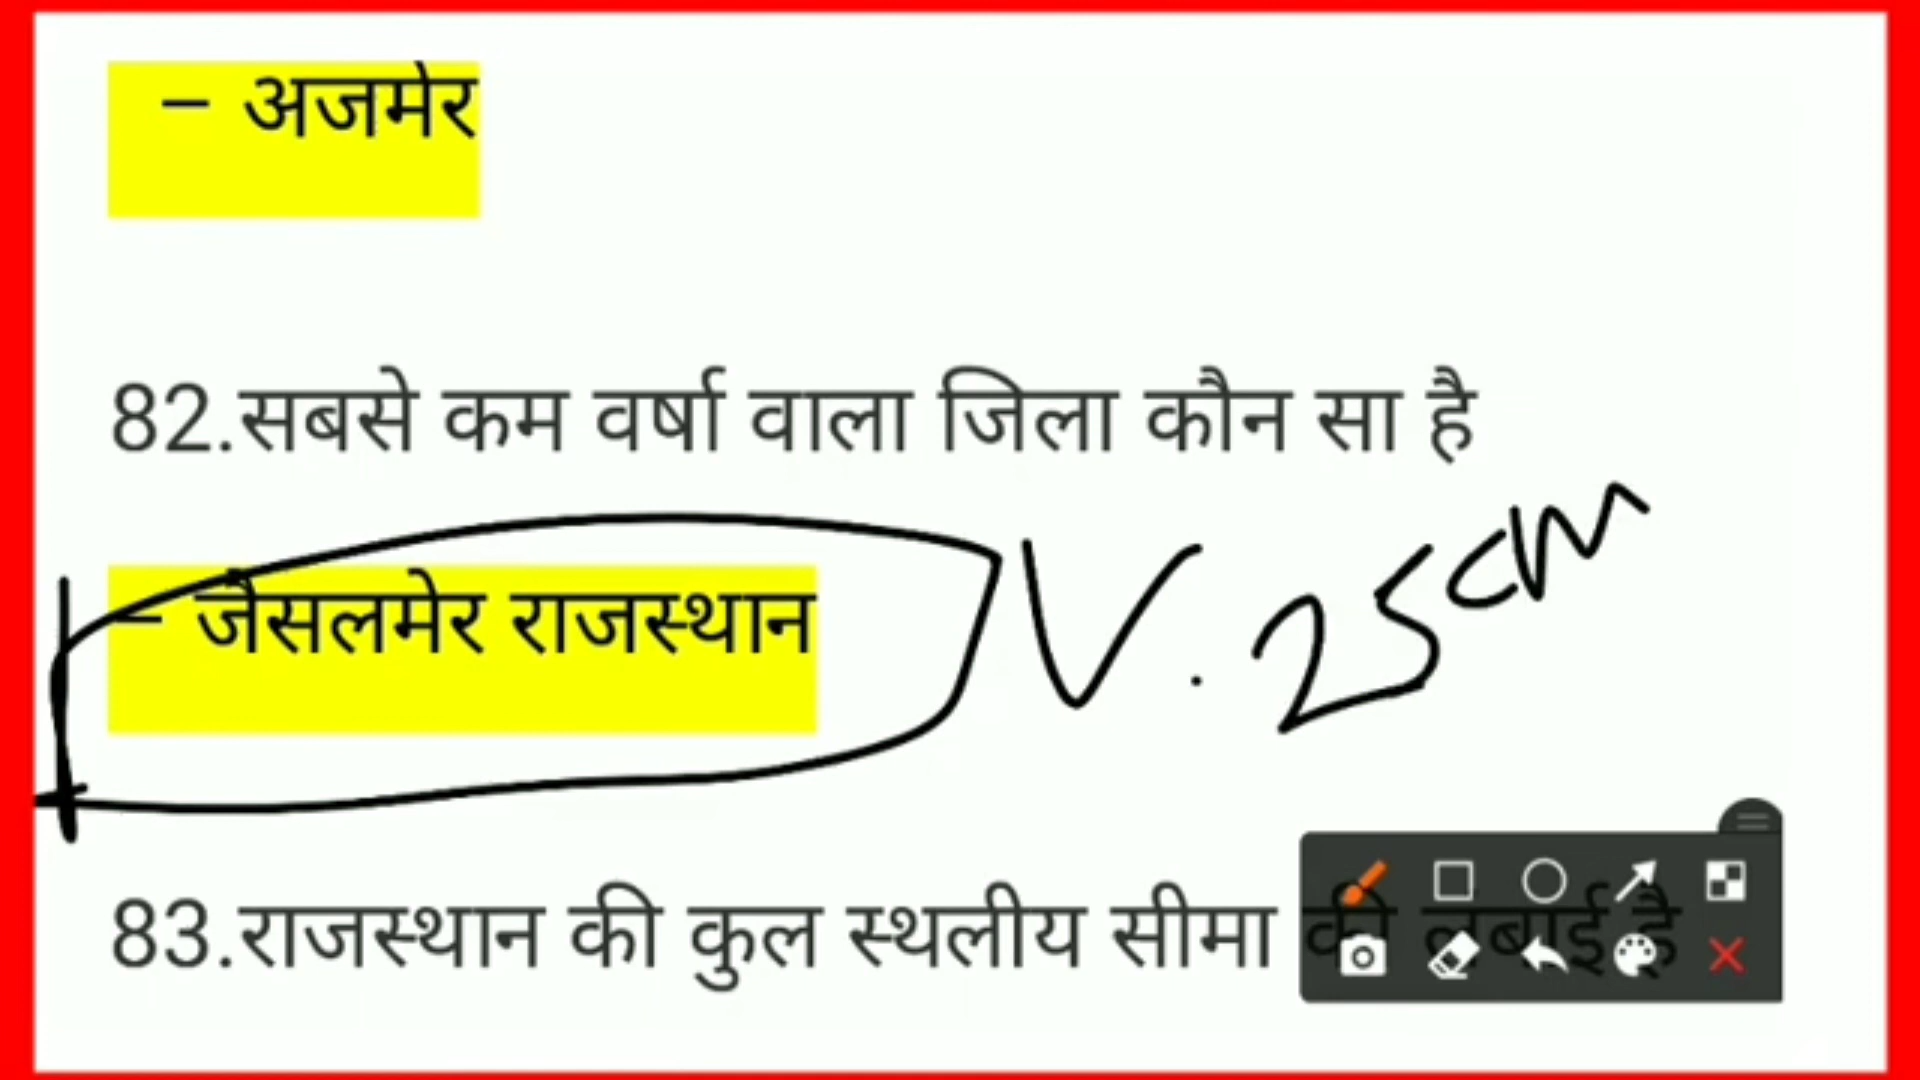 – अजमेर
82.सबसे कम वर्षा वाला जिला कौन सा है
– जैसलमेर राजस्थान
V. 25cm
83.राजस्थान की कुल स्थलीय सीमा की लंबाई है